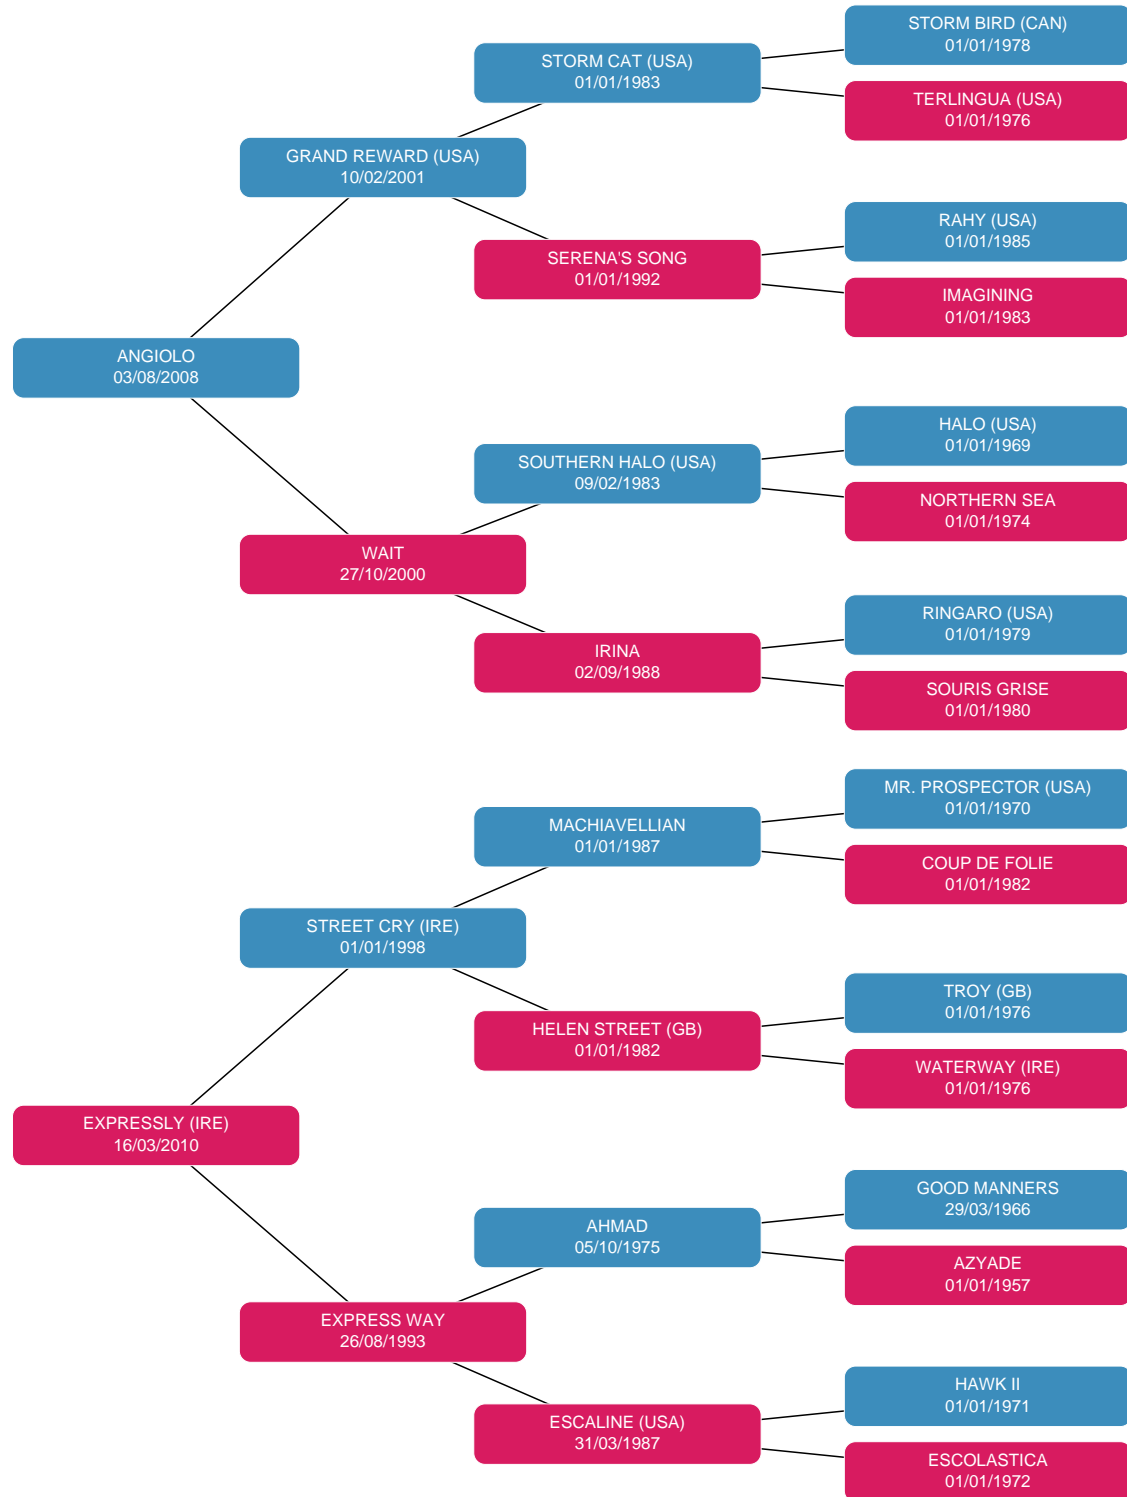 STORM BIRD (CAN)
01/01/1978
STORM CAT (USA)
01/01/1983
TERLINGUA (USA)
01/01/1976
GRAND REWARD (USA)
10/02/2001
RAHY (USA)
01/01/1985
SERENA'S SONG
01/01/1992
IMAGINING
01/01/1983
ANGIOLO
03/08/2008
HALO (USA)
01/01/1969
SOUTHERN HALO (USA)
09/02/1983
NORTHERN SEA
01/01/1974
WAIT
27/10/2000
RINGARO (USA)
01/01/1979
IRINA
02/09/1988
SOURIS GRISE
01/01/1980
MR. PROSPECTOR (USA)
01/01/1970
MACHIAVELLIAN
01/01/1987
COUP DE FOLIE
01/01/1982
STREET CRY (IRE)
01/01/1998
TROY (GB)
01/01/1976
HELEN STREET (GB)
01/01/1982
WATERWAY (IRE)
01/01/1976
EXPRESSLY (IRE)
16/03/2010
GOOD MANNERS
29/03/1966
AHMAD
05/10/1975
AZYADE
01/01/1957
EXPRESS WAY
26/08/1993
HAWK II
01/01/1971
ESCALINE (USA)
31/03/1987
ESCOLASTICA
01/01/1972